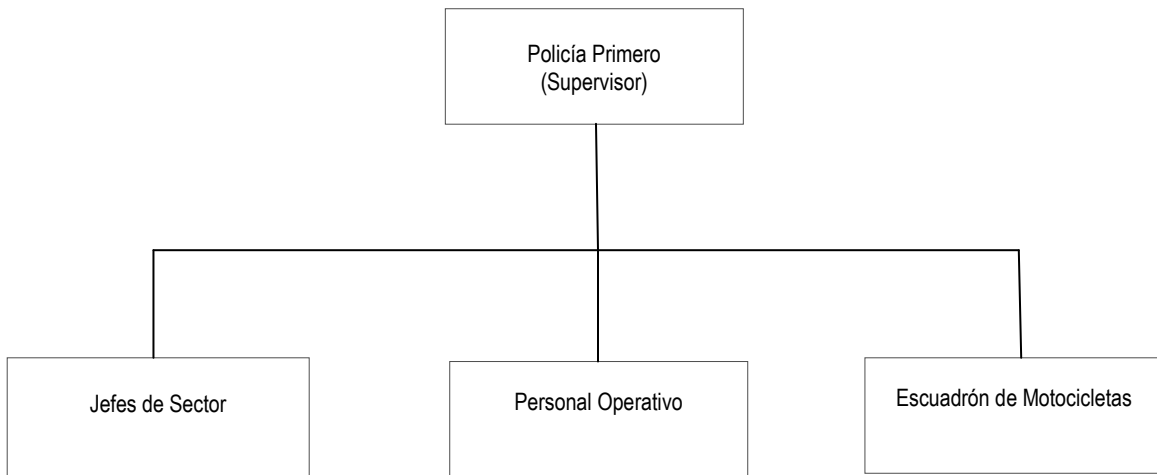 Policía Primero
(Supervisor)
Jefes de Sector
Personal Operativo
Escuadrón de Motocicletas